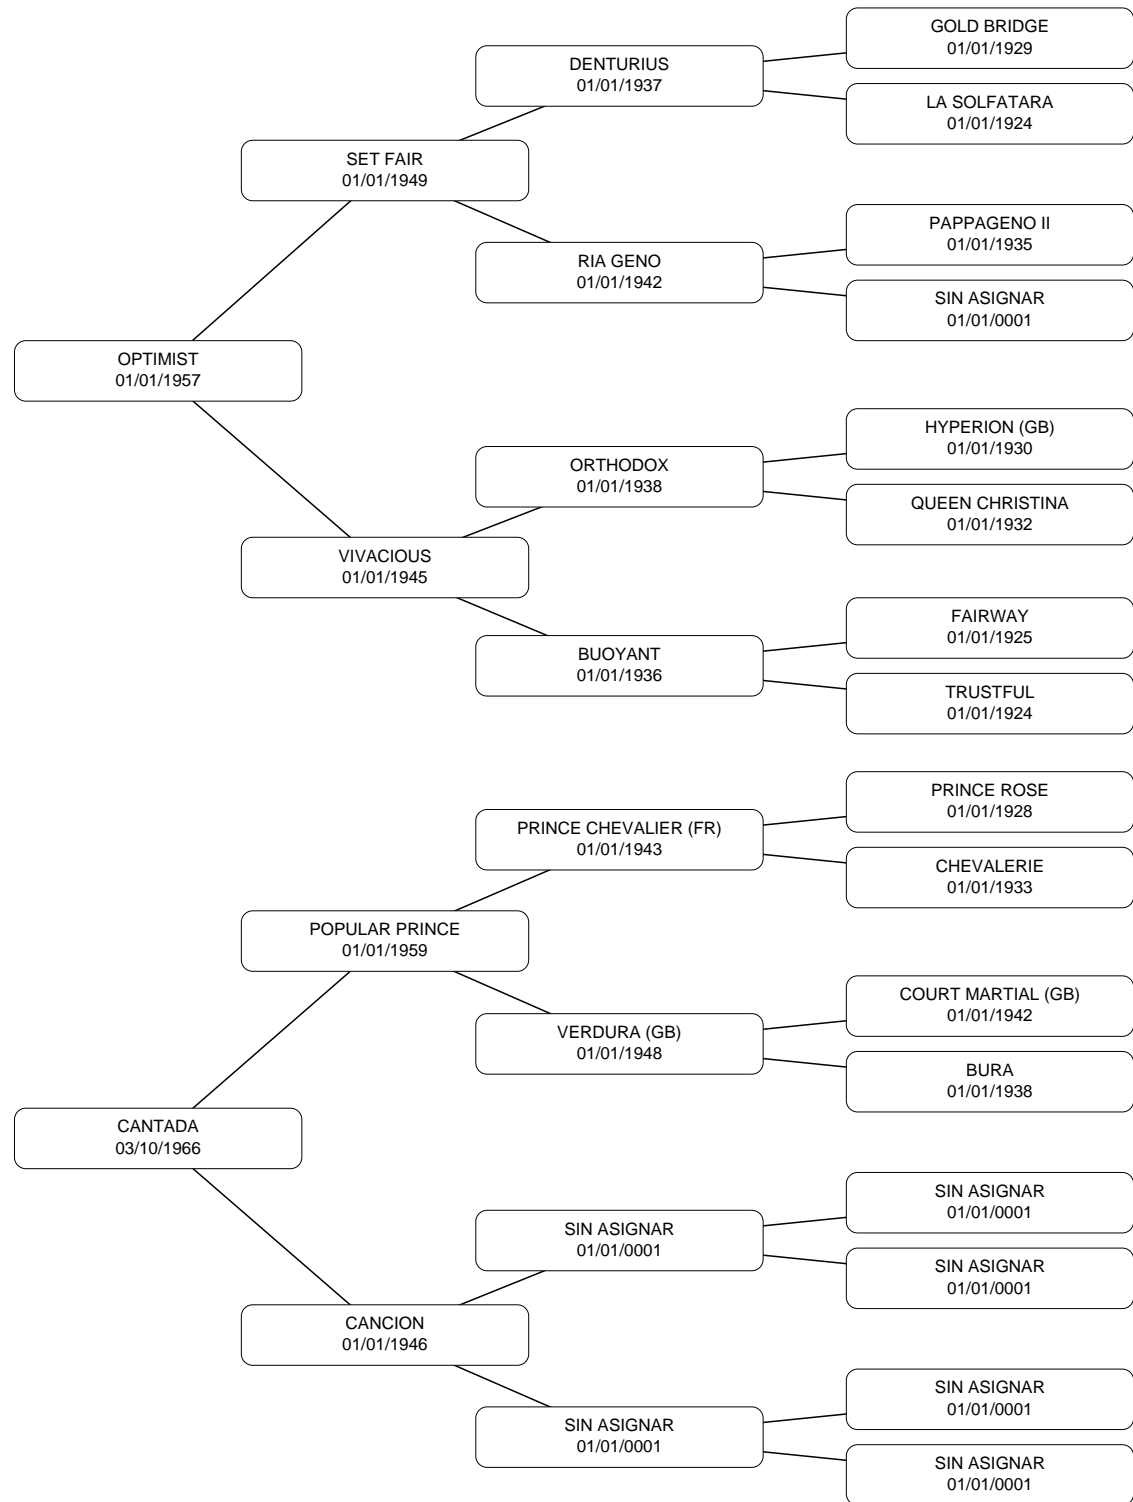 GOLD BRIDGE
01/01/1929
DENTURIUS
01/01/1937
LA SOLFATARA
01/01/1924
SET FAIR
01/01/1949
PAPPAGENO II
01/01/1935
RIA GENO
01/01/1942
SIN ASIGNAR
01/01/0001
OPTIMIST
01/01/1957
HYPERION (GB)
01/01/1930
ORTHODOX
01/01/1938
QUEEN CHRISTINA
01/01/1932
VIVACIOUS
01/01/1945
FAIRWAY
01/01/1925
BUOYANT
01/01/1936
TRUSTFUL
01/01/1924
PRINCE ROSE
01/01/1928
PRINCE CHEVALIER (FR)
01/01/1943
CHEVALERIE
01/01/1933
POPULAR PRINCE
01/01/1959
COURT MARTIAL (GB)
01/01/1942
VERDURA (GB)
01/01/1948
BURA
01/01/1938
CANTADA
03/10/1966
SIN ASIGNAR
01/01/0001
SIN ASIGNAR
01/01/0001
SIN ASIGNAR
01/01/0001
CANCION
01/01/1946
SIN ASIGNAR
01/01/0001
SIN ASIGNAR
01/01/0001
SIN ASIGNAR
01/01/0001